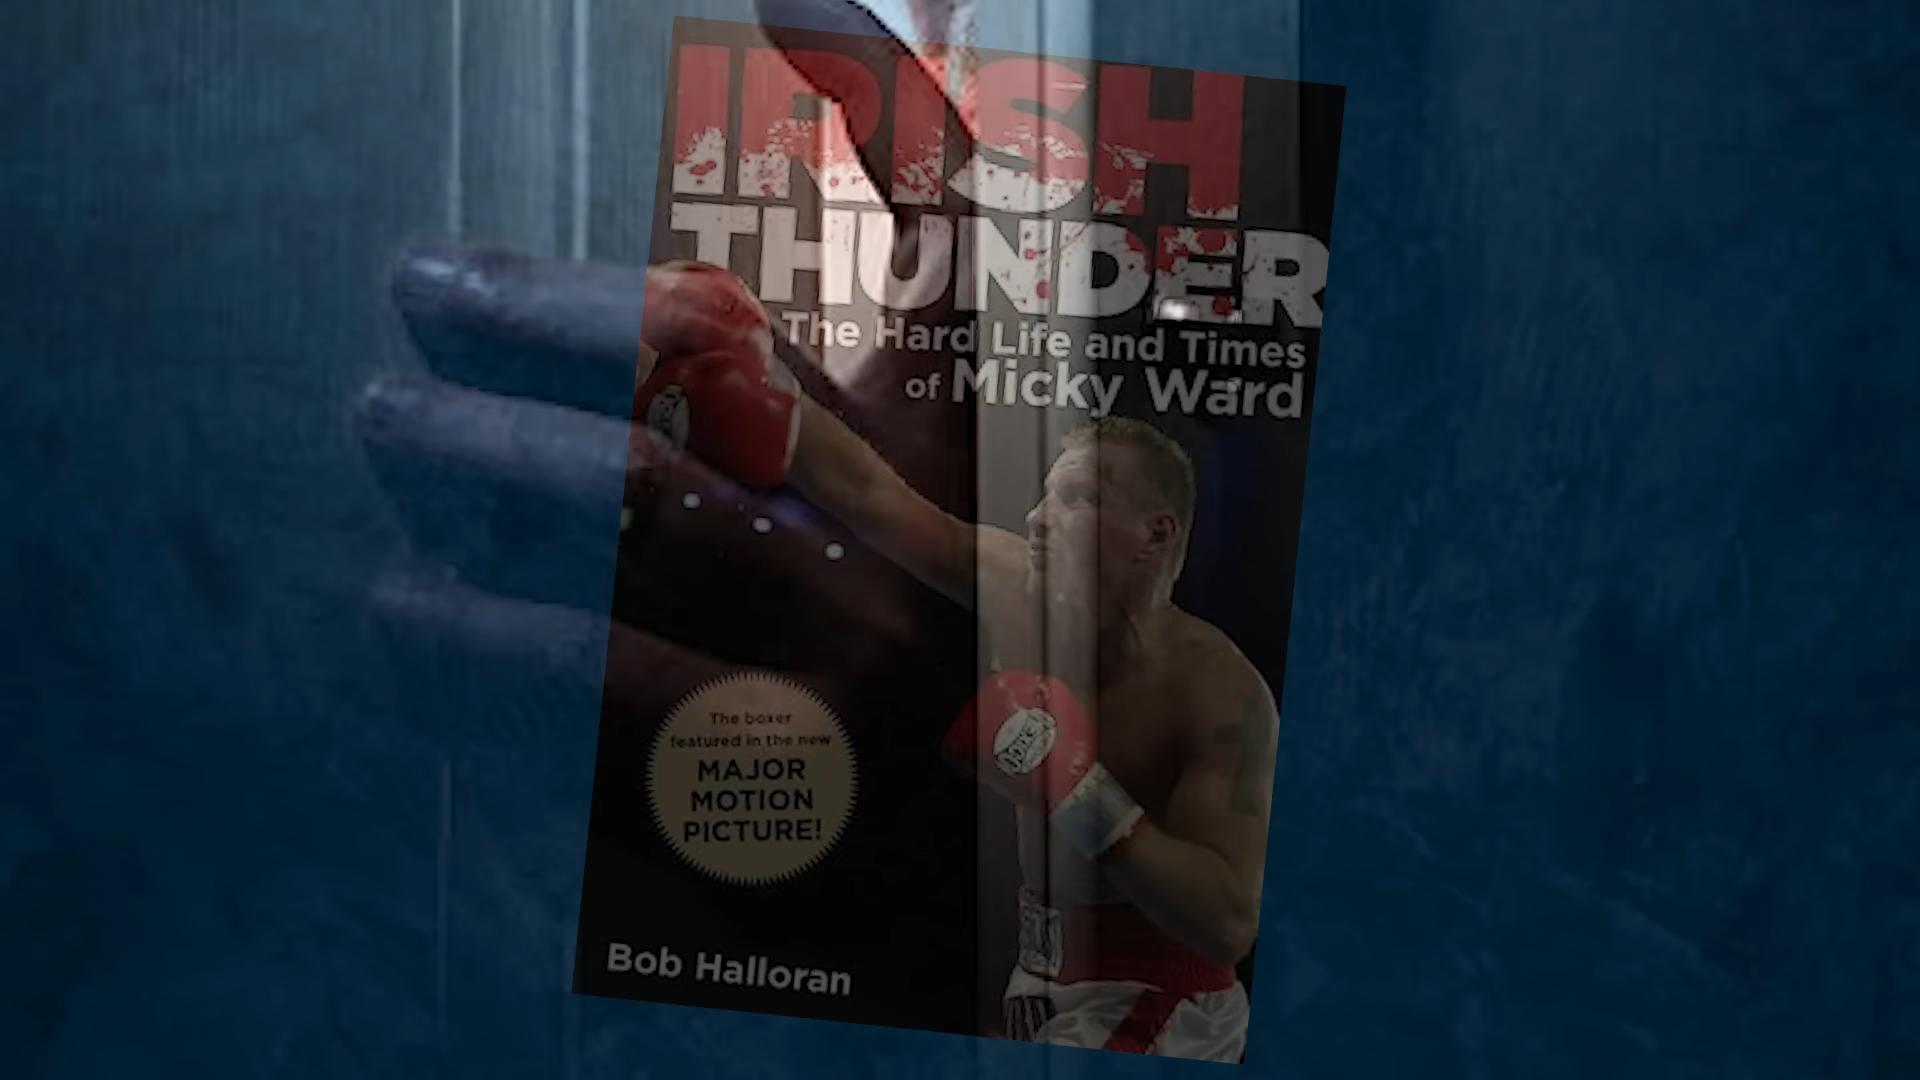 IRISH
THUNDER
The Hard Life and Times
of Micky Ward
The boxer
featured in the new
MAJOR
MOTION
PICTURE!
Bob Halloran